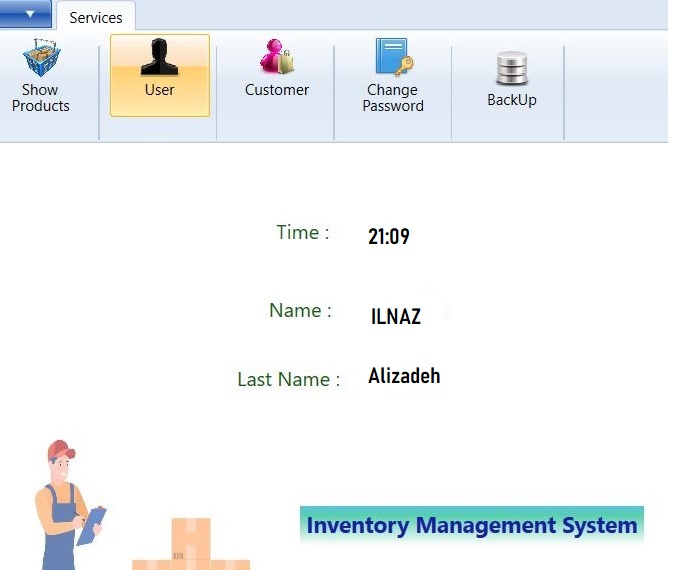 Services
Show
Products
User
Customer
Change
Password
BackUp
Time : 21:09
Name : ILNAZ
Last Name : Alizadeh
Inventory Management System